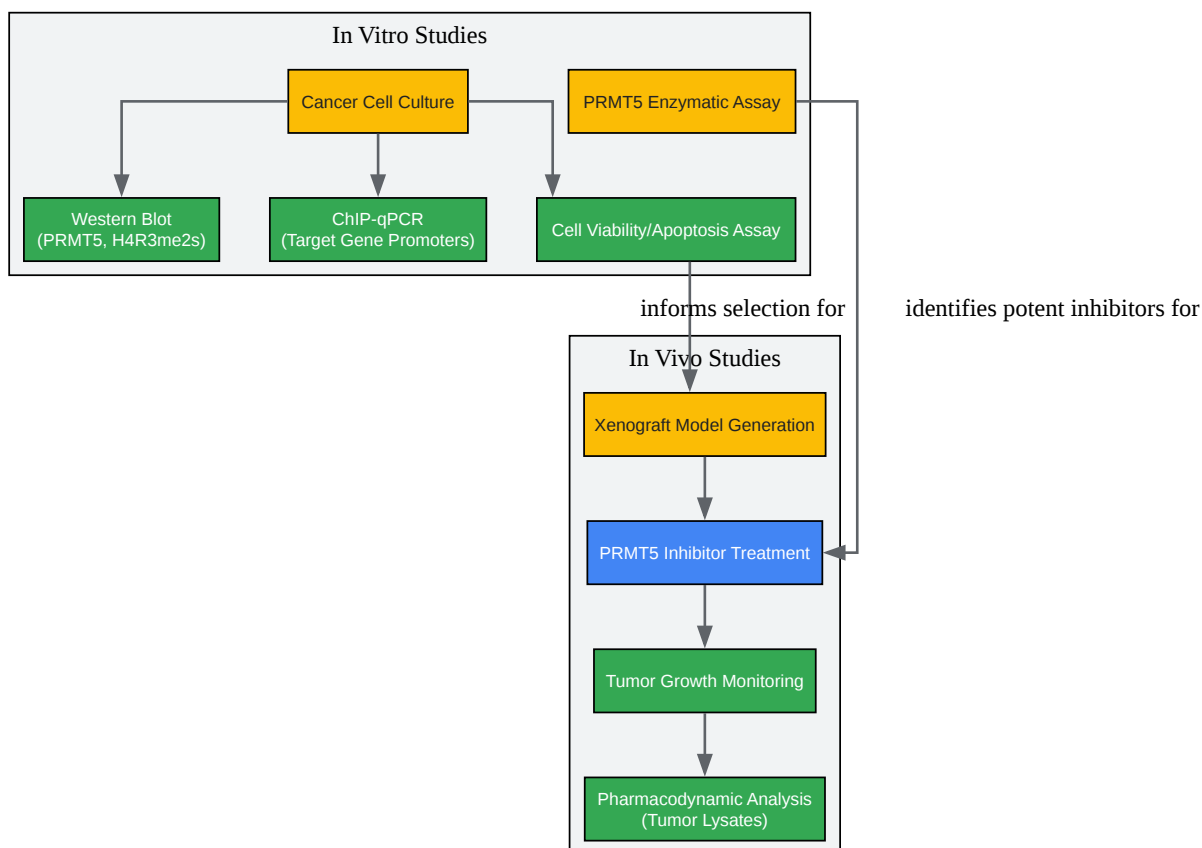 In Vitro Studies
Cancer Cell Culture
PRMT5 Enzymatic Assay
Western Blot
(PRMT5, H4R3me2s)
ChIP-qPCR
(Target Gene Promoters)
Cell Viability/Apoptosis Assay
informs selection for
identifies potent inhibitors for
In Vivo Studies
Xenograft Model Generation
PRMT5 Inhibitor Treatment
Tumor Growth Monitoring
Pharmacodynamic Analysis
(Tumor Lysates)